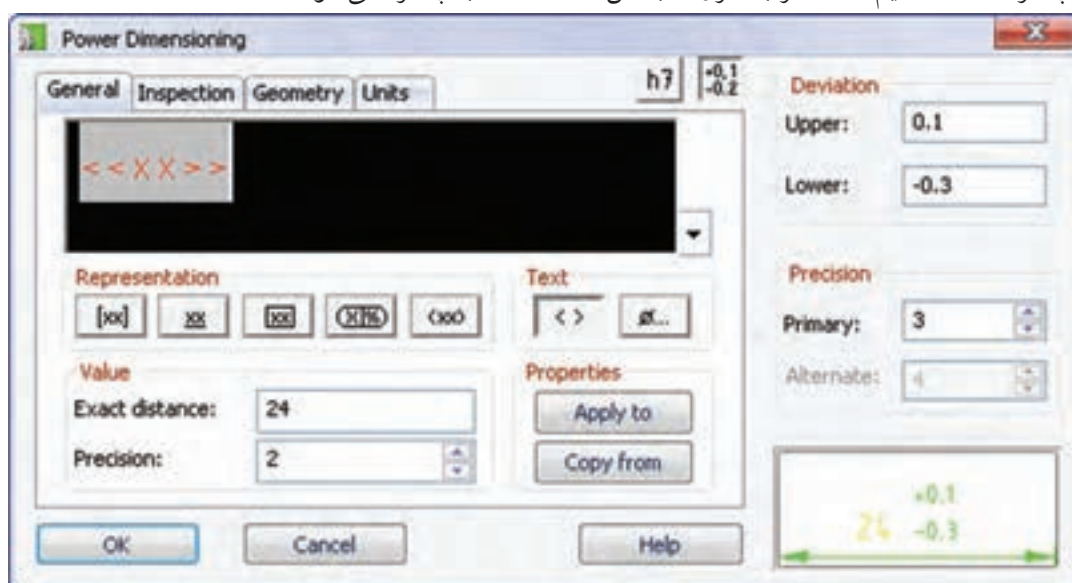 Power Dimensioning
General Inspection Geometry Units
h7
+0.1
-0.2
<<XX>>
Representation
[xx] xx xx (X|%) (xx)
Text
<> ø...
Value
Exact distance: 24
Precision: 2
Properties
Apply to
Copy from
OK Cancel Help
Deviation
Upper: 0.1
Lower: -0.3
Precision
Primary: 3
Alternate: 4
24
+0.1
-0.3